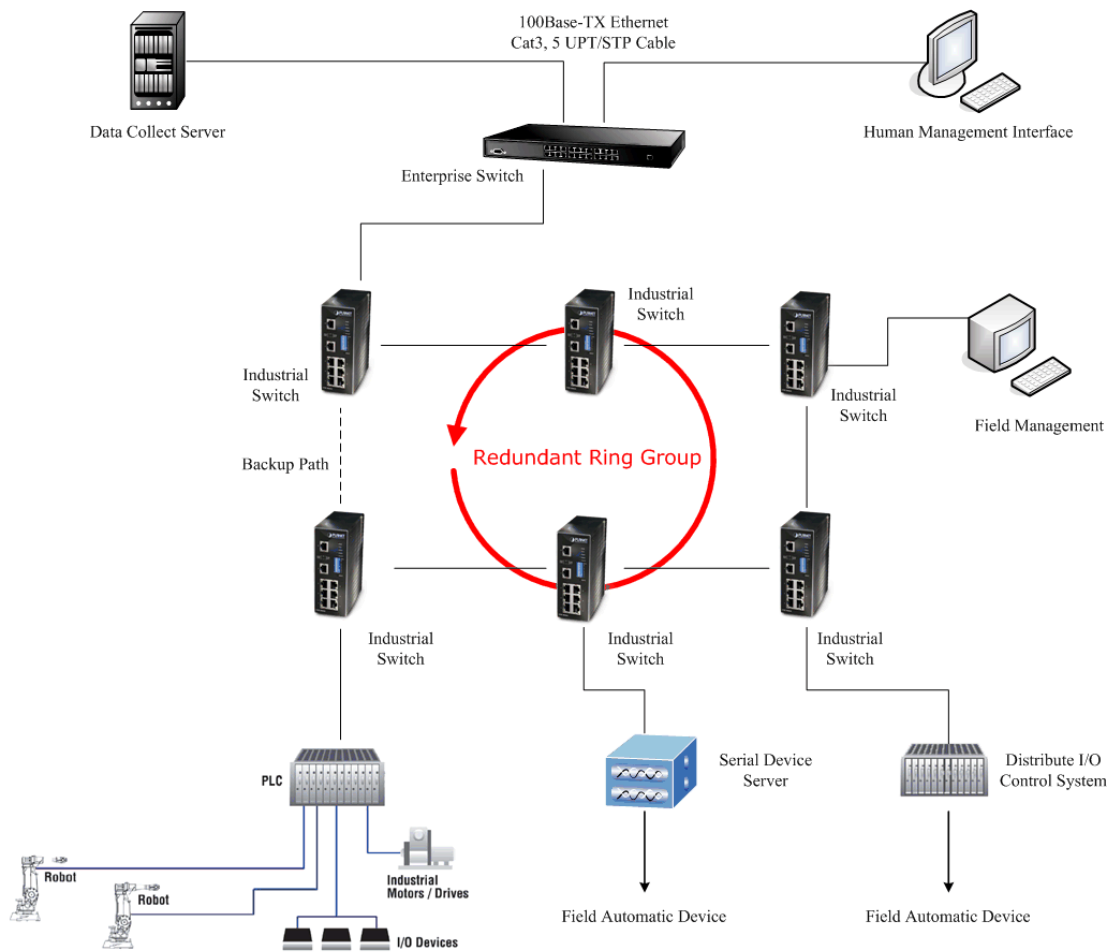 100Base-TX Ethernet
Cat3, 5 UPT/STP Cable
Data Collect Server
Human Management Interface
Enterprise Switch
Industrial
Switch
Industrial
Switch
Industrial
Switch
Field Management
Redundant Ring Group
Backup Path
Industrial
Switch
Industrial
Switch
Industrial
Switch
PLC
Serial Device
Server
Distribute I/O
Control System
Robot
Robot
Industrial
Motors / Drives
I/O Devices
Field Automatic Device
Field Automatic Device